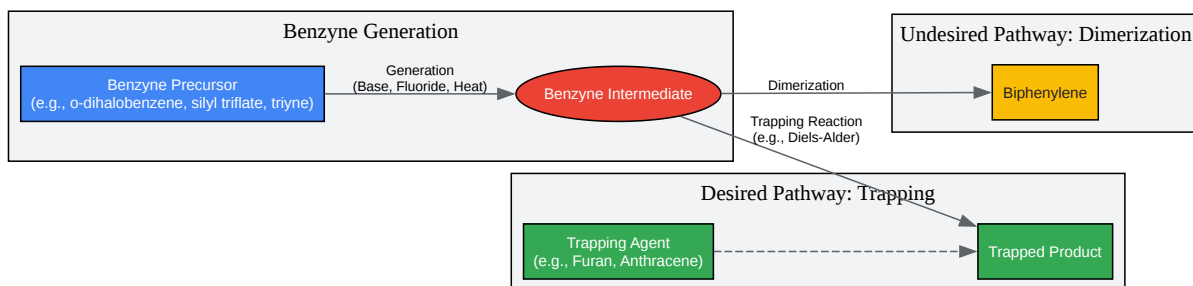 Benzyne Generation
Benzyne Precursor
(e.g., o-dihalobenzene, silyl triflate, triyne)
Generation
(Base, Fluoride, Heat)
Benzyne Intermediate
Undesired Pathway: Dimerization
Dimerization
Biphenylene
Trapping Reaction
(e.g., Diels-Alder)
Desired Pathway: Trapping
Trapping Agent
(e.g., Furan, Anthracene)
Trapped Product